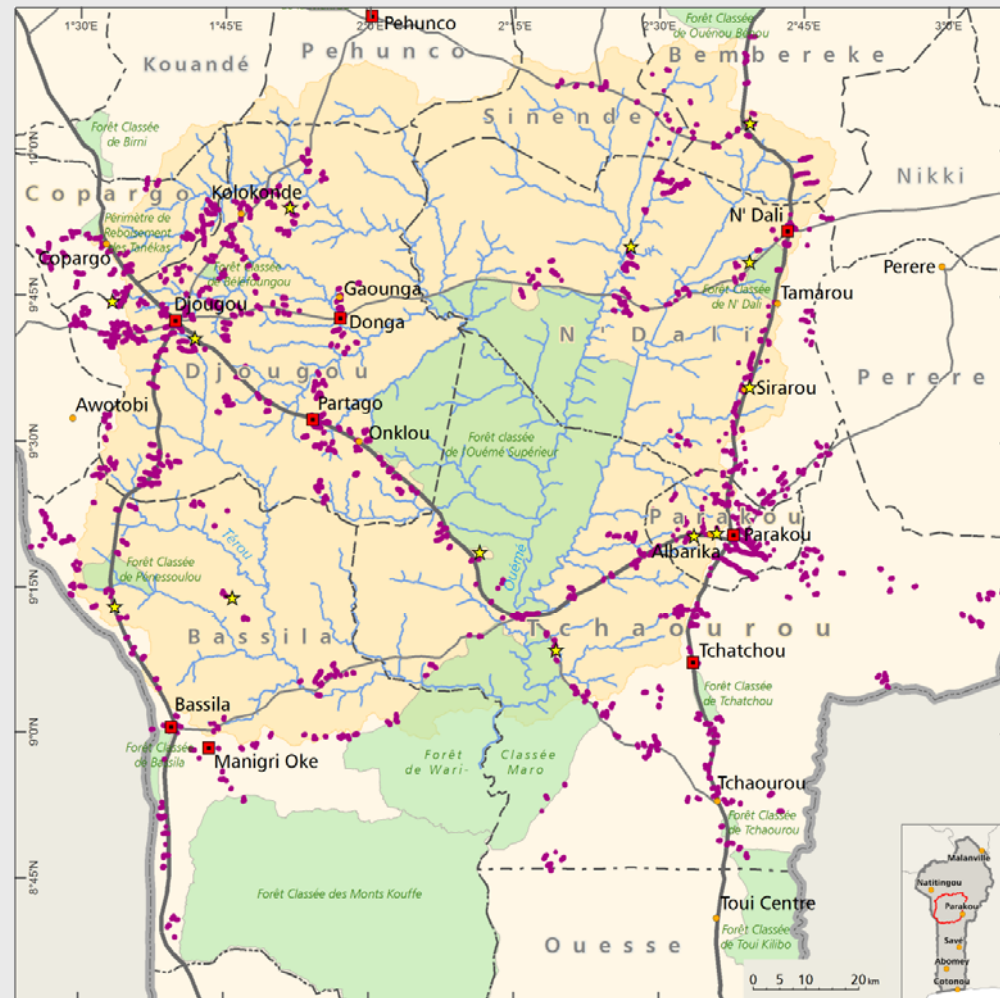 1°30'E
1°45'E
2°0'E
2°15'E
2°30'E
2°45'E
3°0'E
Pehunco
Forêt Classée
de Ouénou Bénou
Kouandé
Pehunco
Bembereke
Sinende
Forêt Classée
de Birni
10°0'N
Nikki
Copargo
Kolokonde
Périmètre de
Reboisement
des Tanékas
N' Dali
Copargo
Forêt Classée
de Bélefoungou
Perere
9°45'N
Gaounga
Forêt Classée
de N' Dali
Tamarou
Djougou
Donga
N' Dali
Djougou
Perere
Sirarou
Awotobi
Partago
Onklou
9°30'N
Forêt classée
de l'Ouémé Supérieur
Parakou
Térou
Parakou
Albarika
Ouémé
Forêt Classée
de Pénessoulou
9°15'N
Bassila
Tchaourou
Tchatchou
Forêt Classée
de Tchatchou
Bassila
9°0'N
Forêt Classée
de Bassila
Manigri Oke
Forêt Classée
de Wari- Maro
Tchaourou
Forêt Classée
de Tchaourou
Malanville
8°45'N
Natitingou
Forêt Classée des Monts Kouffe
Toui Centre
Parakou
Forêt Classée
de Toui Kilibo
Ouesse
Savé
Abomey
Cotonou
0 5 10 20 km